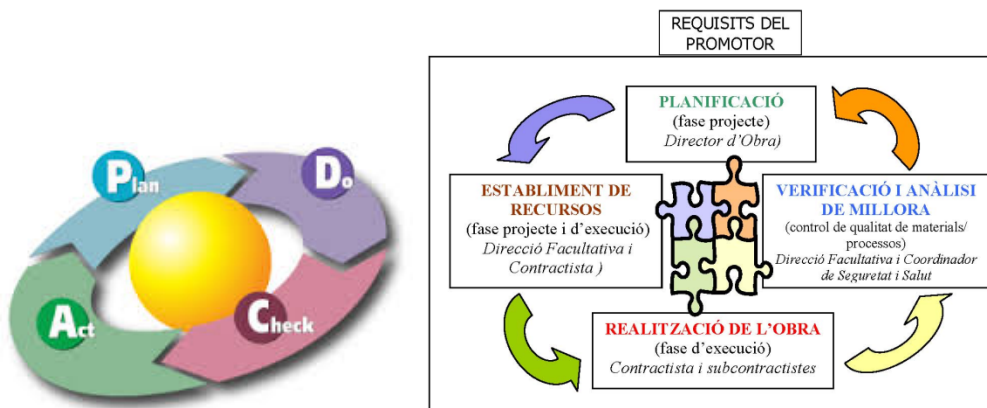 Plan
Do
Act
Check
REQUISITS DEL
PROMOTOR
PLANIFICACIÓ
(fase projecte)
Director d'Obra)
ESTABLIMENT DE
RECURSOS
(fase projecte i d'execució)
Direcció Facultativa i
Contractista )
VERIFICACIÓ I ANÀLISI
DE MILLORA
(control de qualitat de materials/
processos)
Direcció Facultativa i Coordinador
de Seguretat i Salut
REALITZACIÓ DE L'OBRA
(fase d'execució)
Contractista i subcontractistes